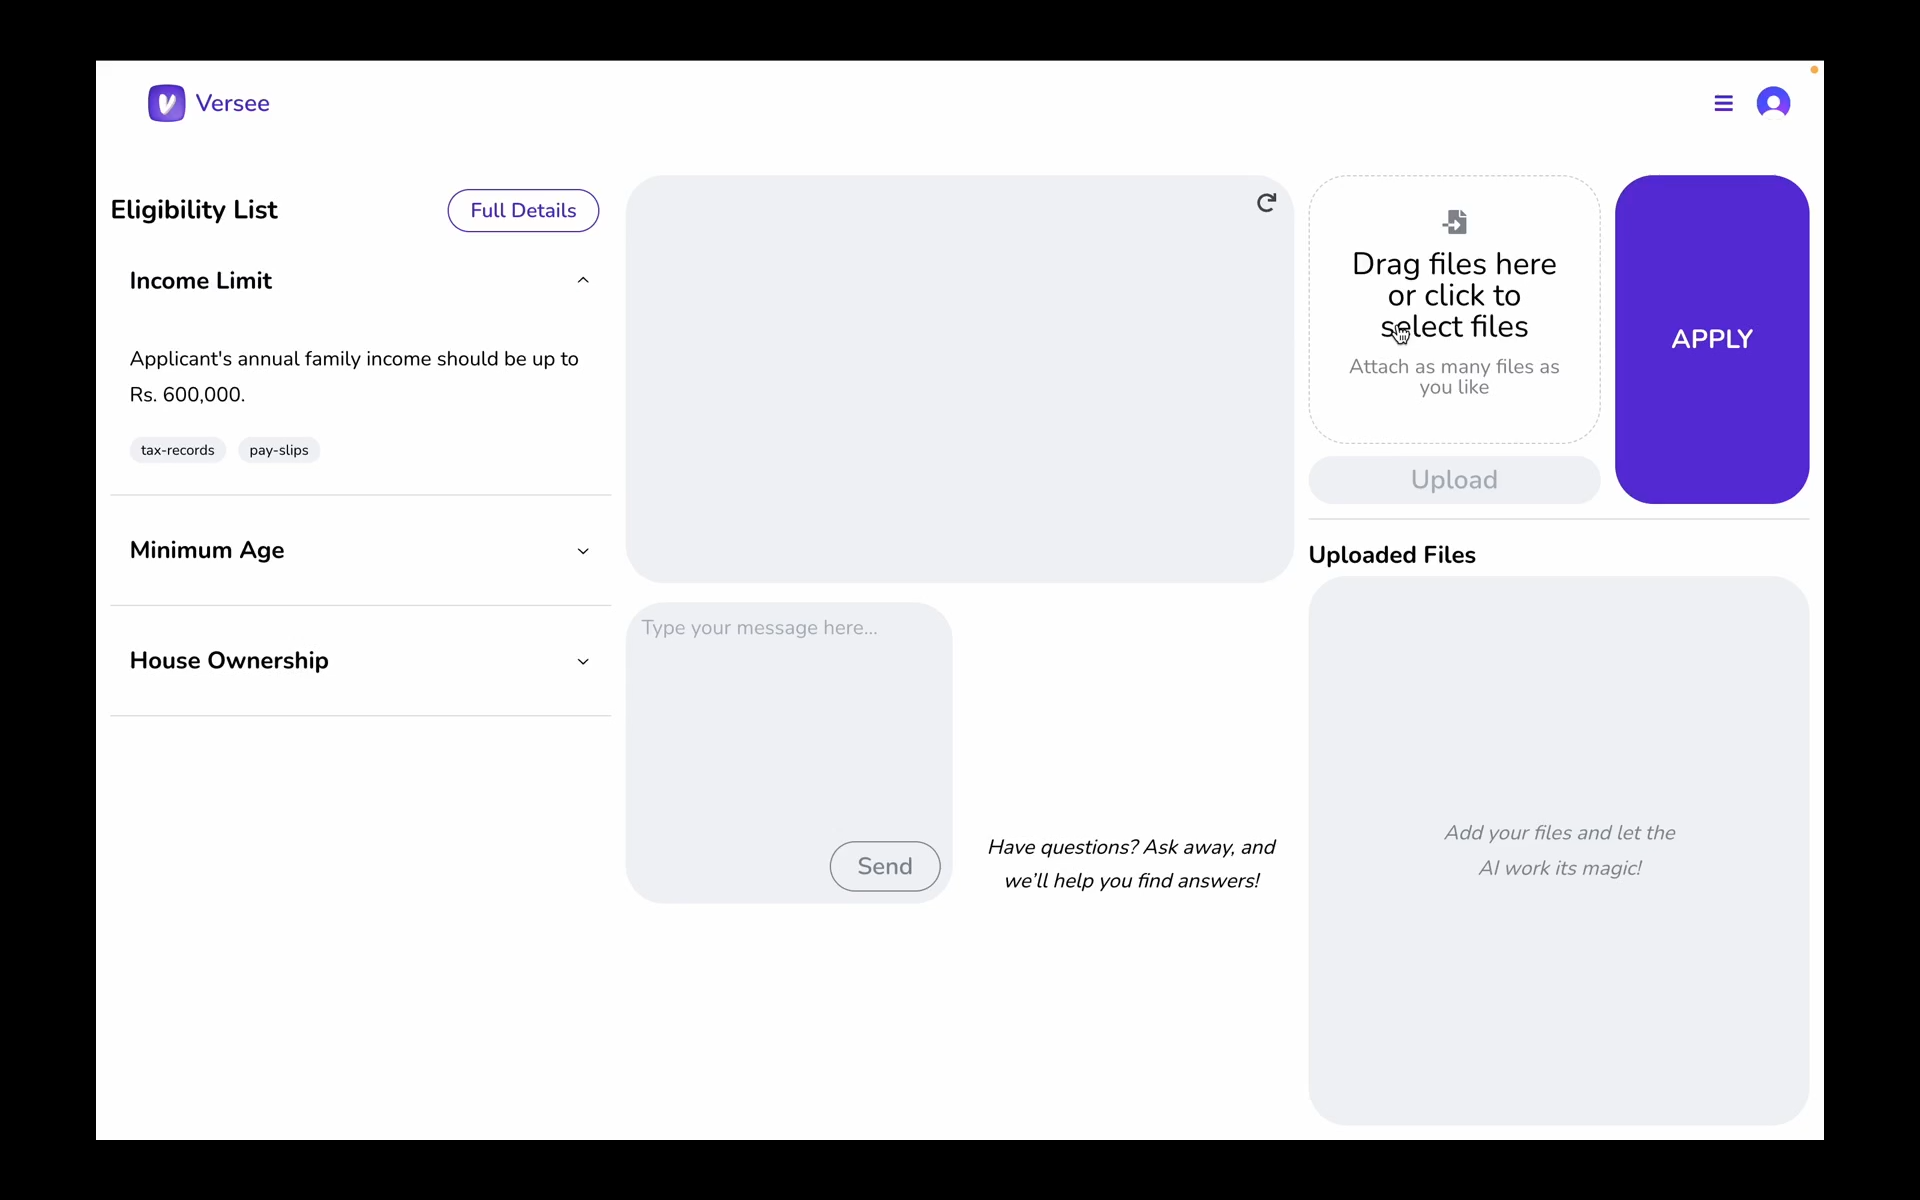 Versee
Eligibility List
Full Details
Income Limit
Applicant's annual family income should be up to
Rs. 600,000.
tax-records
pay-slips
Minimum Age
House Ownership
Type your message here...
Send
Have questions? Ask away, and
we'll help you find answers!
Drag files here
or click to
select files
Attach as many files as
you like
Upload
APPLY
Uploaded Files
Add your files and let the
AI work its magic!